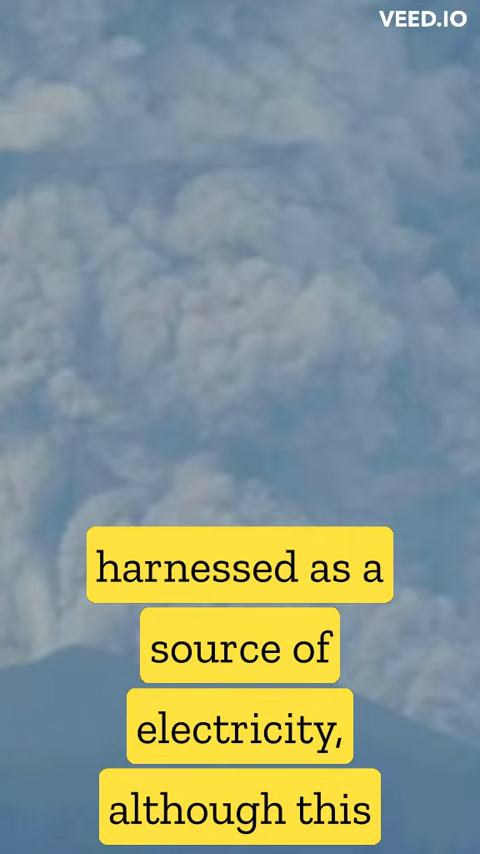 VEED.IO
harnessed as a
source of
electricity,
although this